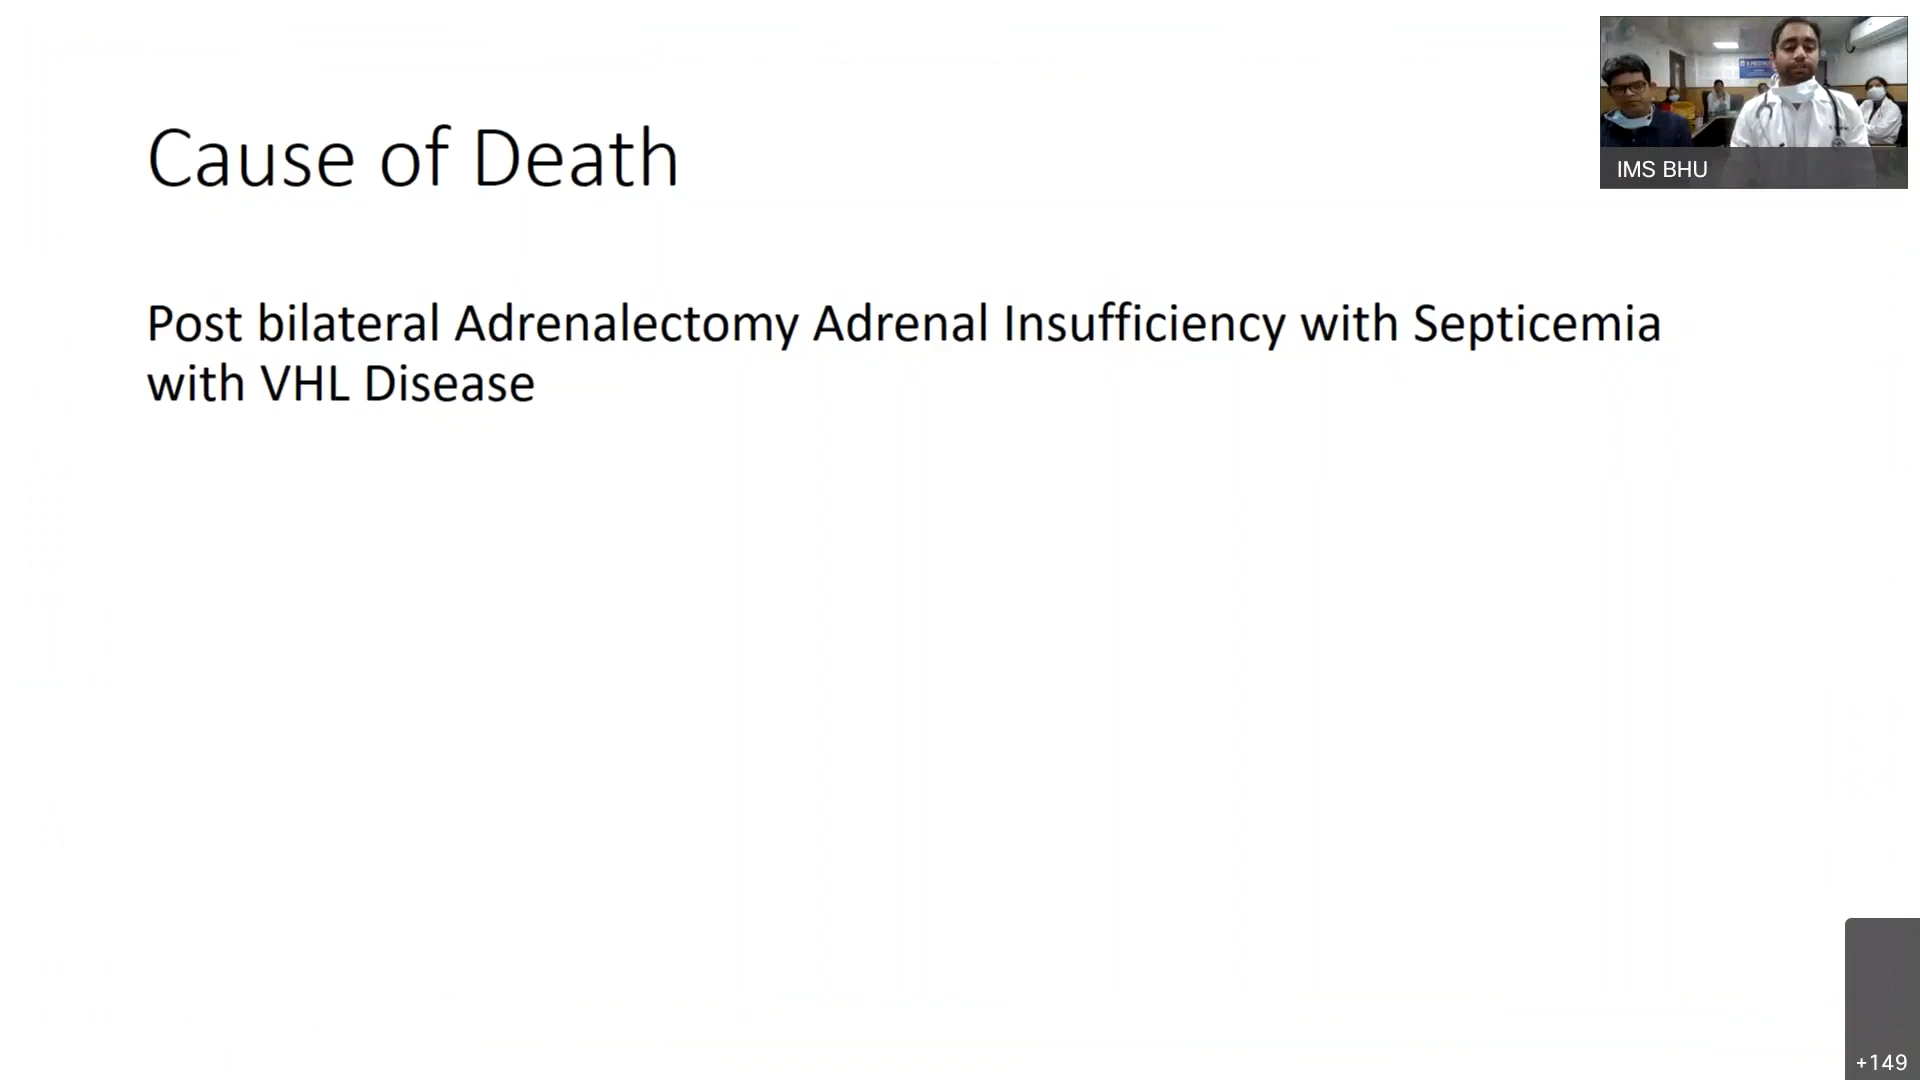 Cause of Death
Post bilateral Adrenalectomy Adrenal Insufficiency with Septicemia
with VHL Disease
IMS BHU
+149